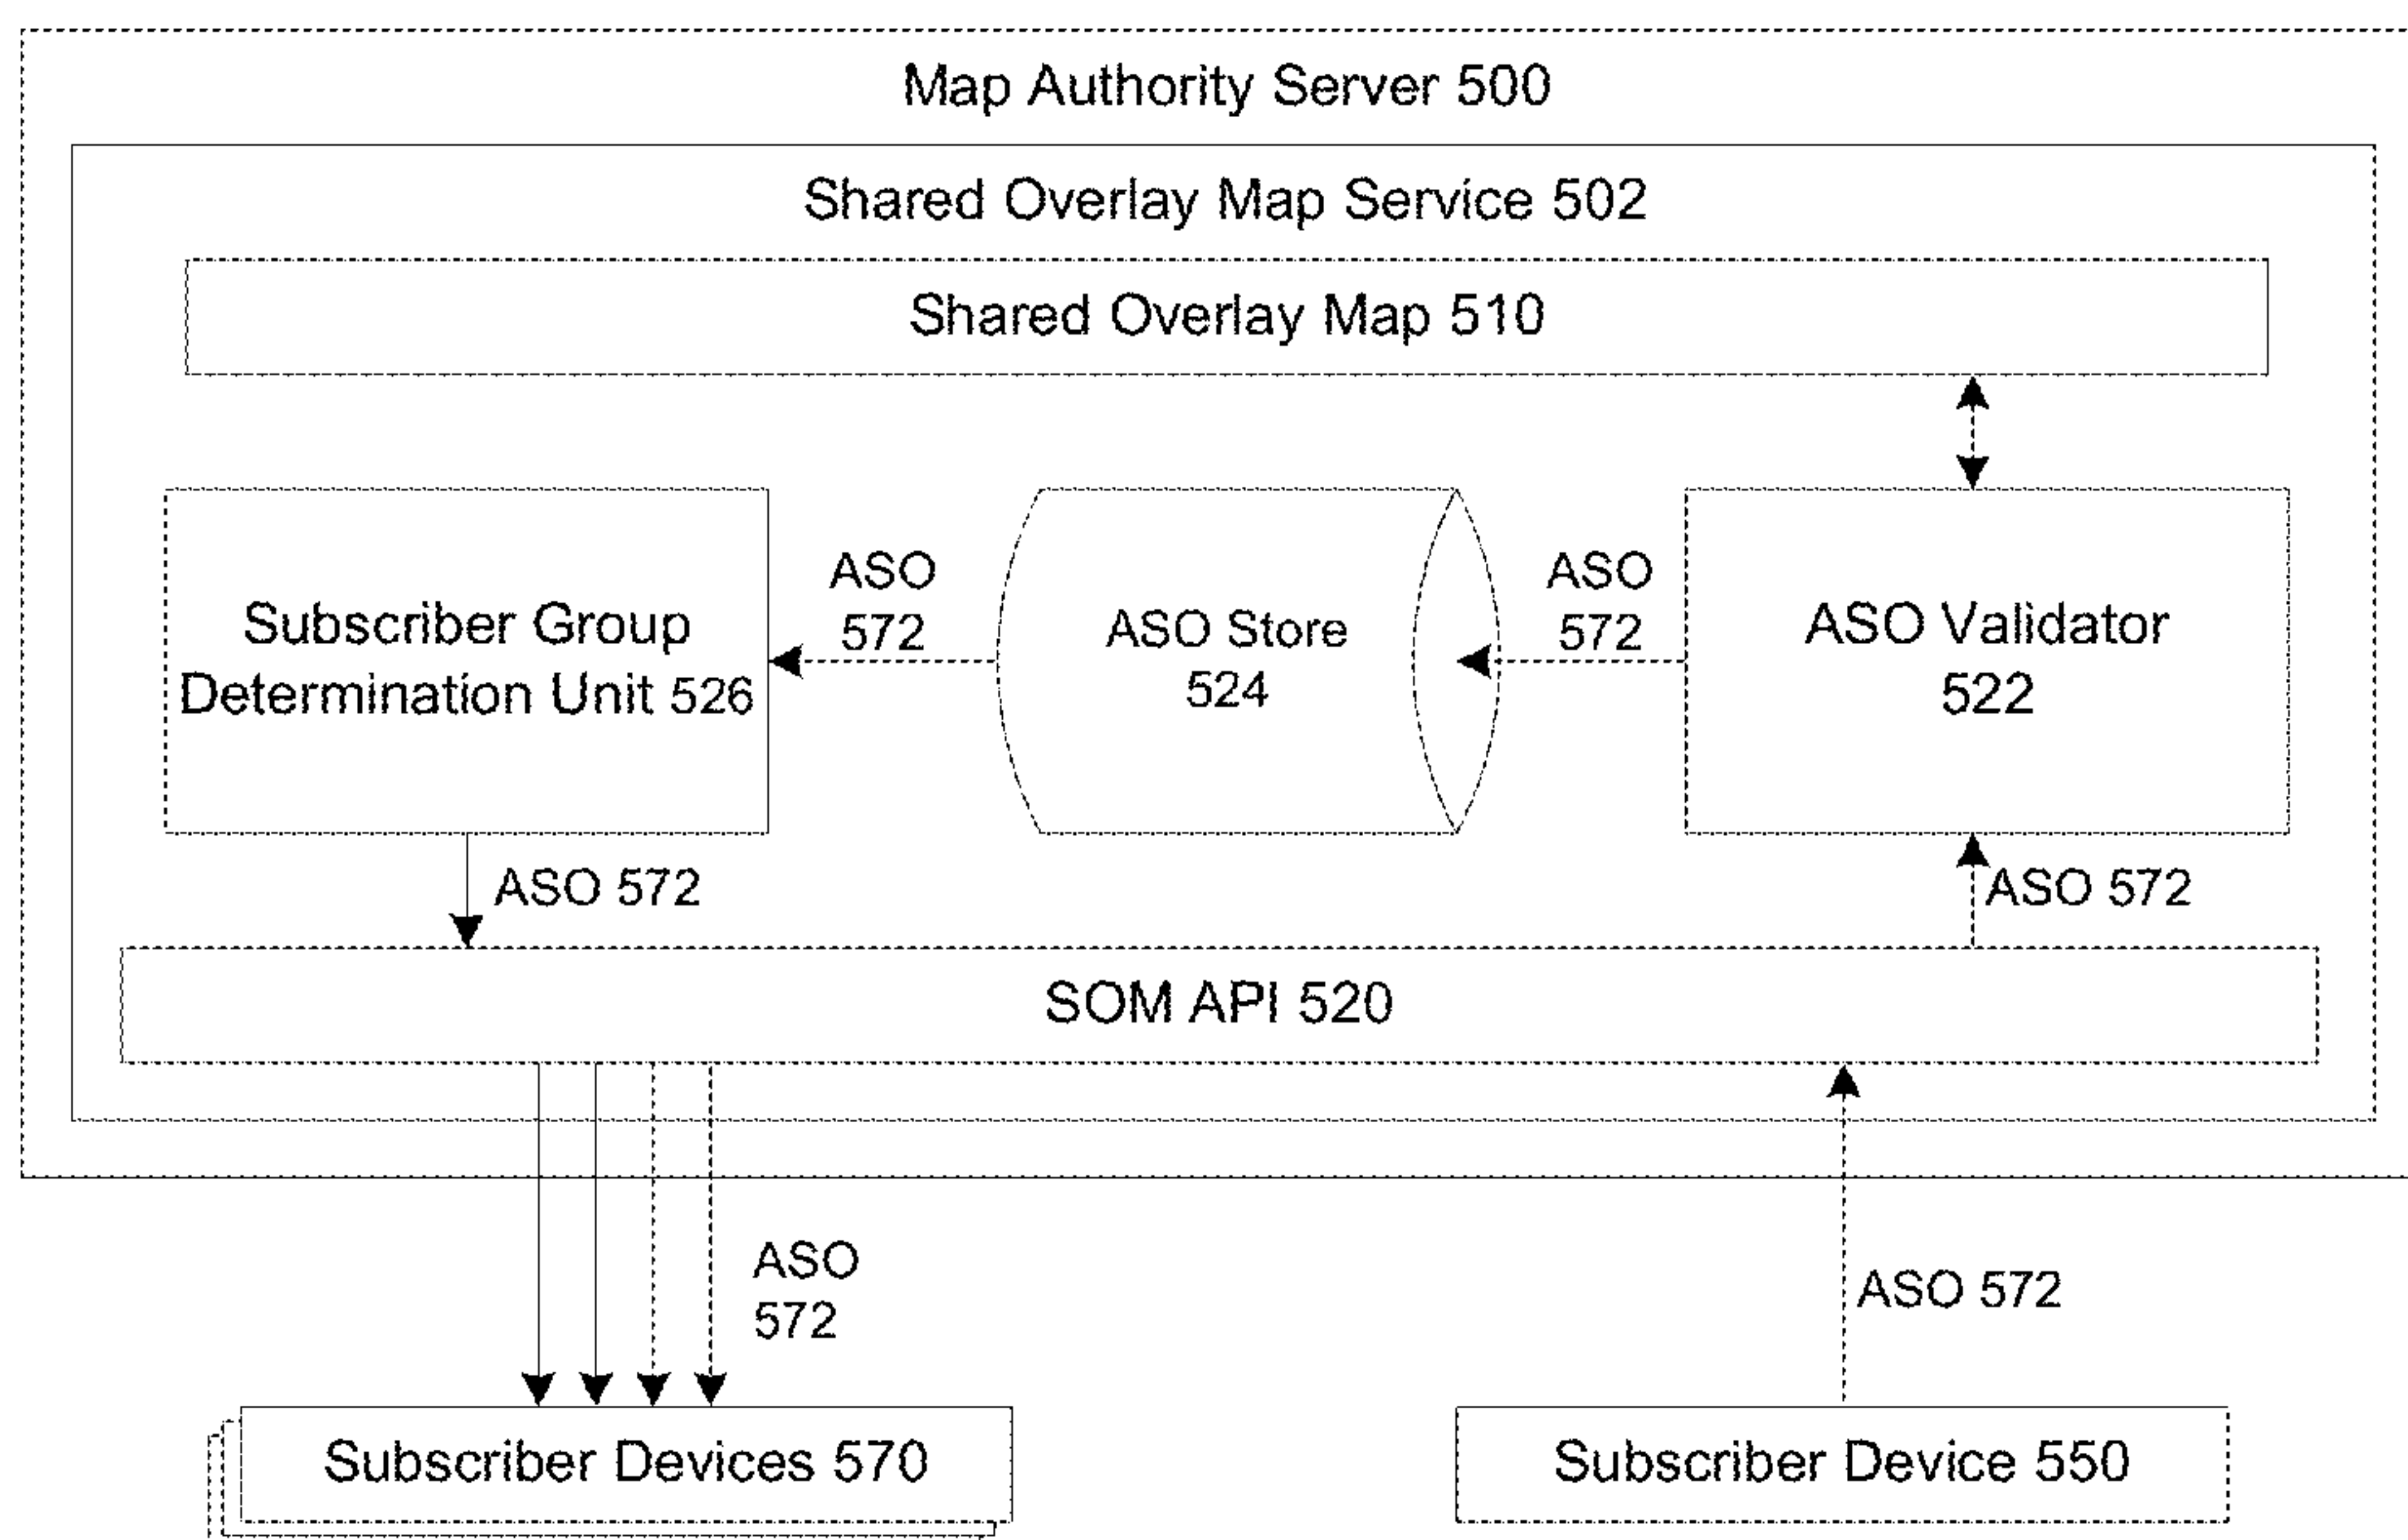 Map Authority Server 500
Shared Overlay Map Service 502
Shared Overlay Map 510
Subscriber Group
Determination Unit 526
ASO
572
ASO Store
524
ASO
572
ASO Validator
522
ASO 572
ASO 572
SOM API 520
ASO
572
ASO 572
Subscriber Devices 570
Subscriber Device 550